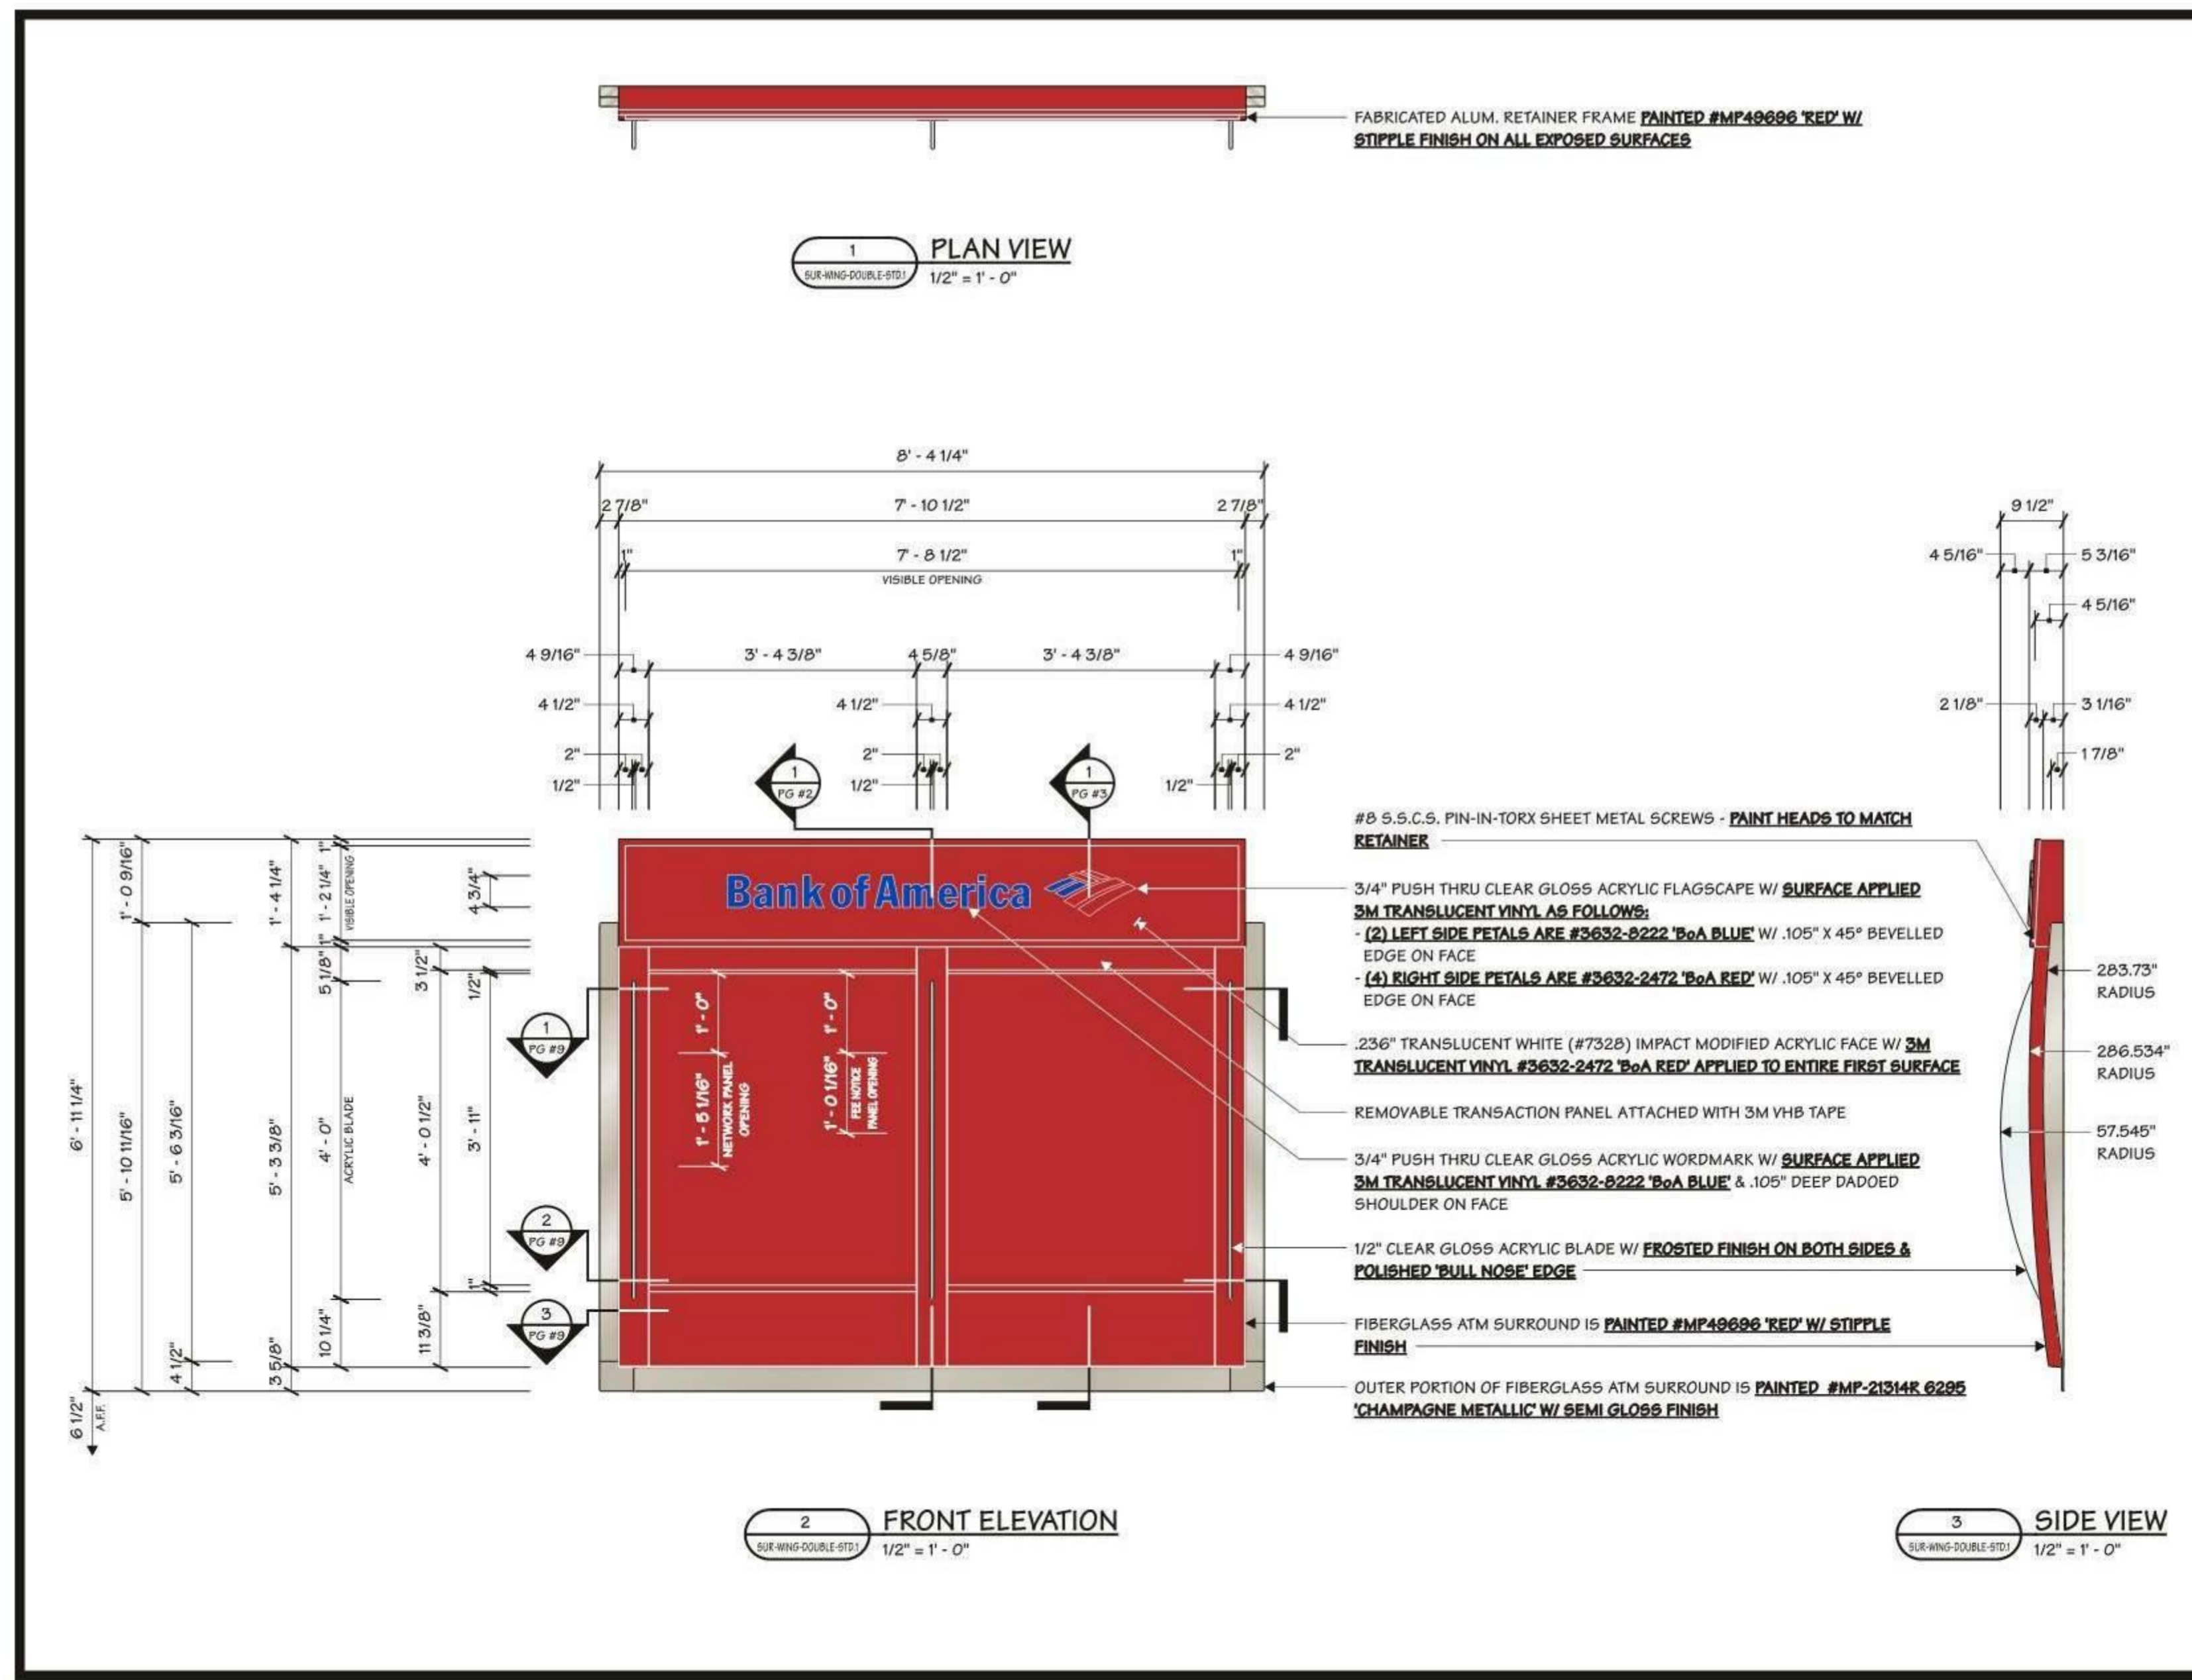 FABRICATED ALUM. RETAINER FRAME PAINTED #MP49696 'RED' W/
STIPPLE FINISH ON ALL EXPOSED SURFACES
1
SUR-WING-DOUBLE-STD.1
PLAN VIEW
1/2" = 1' - 0"
8' - 4 1/4"
2 7/8"
7' - 10 1/2"
2 7/8"
1"
7' - 8 1/2"
1"
VISIBLE OPENING
4 9/16"
3' - 4 3/8"
4 5/8"
3' - 4 3/8"
4 9/16"
4 1/2"
4 1/2"
4 1/2"
2"
2"
2"
1/2"
1/2"
1/2"
1
PG #2
1
PG #3
9 1/2"
4 5/16"
5 3/16"
4 5/16"
2 1/8"
3 1/16"
1 7/8"
6' - 11 1/4"
6 1/2"
A.F.F.
1' - 0 9/16"
5' - 10 11/16"
5' - 6 3/16"
4 1/2"
1' - 4 1/4"
5' - 3 3/8"
3 5/8"
1"
1' - 2 1/4"
VISIBLE OPENING
1"
5 1/8"
4' - 0"
ACRYLIC BLADE
10 1/4"
3 1/2"
4' - 0 1/2"
11 3/8"
4 3/4"
1/2"
3' - 11"
1"
Bank of America
1' - 0"
1' - 5 1/16"
NETWORK PANEL
OPENING
1' - 0"
1' - 0 1/16"
FEE NOTICE
PANEL OPENING
1
PG #9
2
PG #9
3
PG #9
#8 S.S.C.S. PIN-IN-TORX SHEET METAL SCREWS - PAINT HEADS TO MATCH
RETAINER
3/4" PUSH THRU CLEAR GLOSS ACRYLIC FLAGSCAPE W/ SURFACE APPLIED
3M TRANSLUCENT VINYL AS FOLLOWS:
- (2) LEFT SIDE PETALS ARE #3632-8222 'BoA BLUE' W/ .105" X 45° BEVELLED
EDGE ON FACE
- (4) RIGHT SIDE PETALS ARE #3632-2472 'BoA RED' W/ .105" X 45° BEVELLED
EDGE ON FACE
.236" TRANSLUCENT WHITE (#7328) IMPACT MODIFIED ACRYLIC FACE W/ 3M
TRANSLUCENT VINYL #3632-2472 'BoA RED' APPLIED TO ENTIRE FIRST SURFACE
REMOVABLE TRANSACTION PANEL ATTACHED WITH 3M VHB TAPE
3/4" PUSH THRU CLEAR GLOSS ACRYLIC WORDMARK W/ SURFACE APPLIED
3M TRANSLUCENT VINYL #3632-8222 'BoA BLUE' & .105" DEEP DADOED
SHOULDER ON FACE
1/2" CLEAR GLOSS ACRYLIC BLADE W/ FROSTED FINISH ON BOTH SIDES &
POLISHED 'BULL NOSE' EDGE
FIBERGLASS ATM SURROUND IS PAINTED #MP49696 'RED' W/ STIPPLE
FINISH
OUTER PORTION OF FIBERGLASS ATM SURROUND IS PAINTED #MP-21314R 6295
'CHAMPAGNE METALLIC' W/ SEMI GLOSS FINISH
283.73"
RADIUS
286.534"
RADIUS
57.545"
RADIUS
2
SUR-WING-DOUBLE-STD.1
FRONT ELEVATION
1/2" = 1' - 0"
3
SUR-WING-DOUBLE-STD.1
SIDE VIEW
1/2" = 1' - 0"